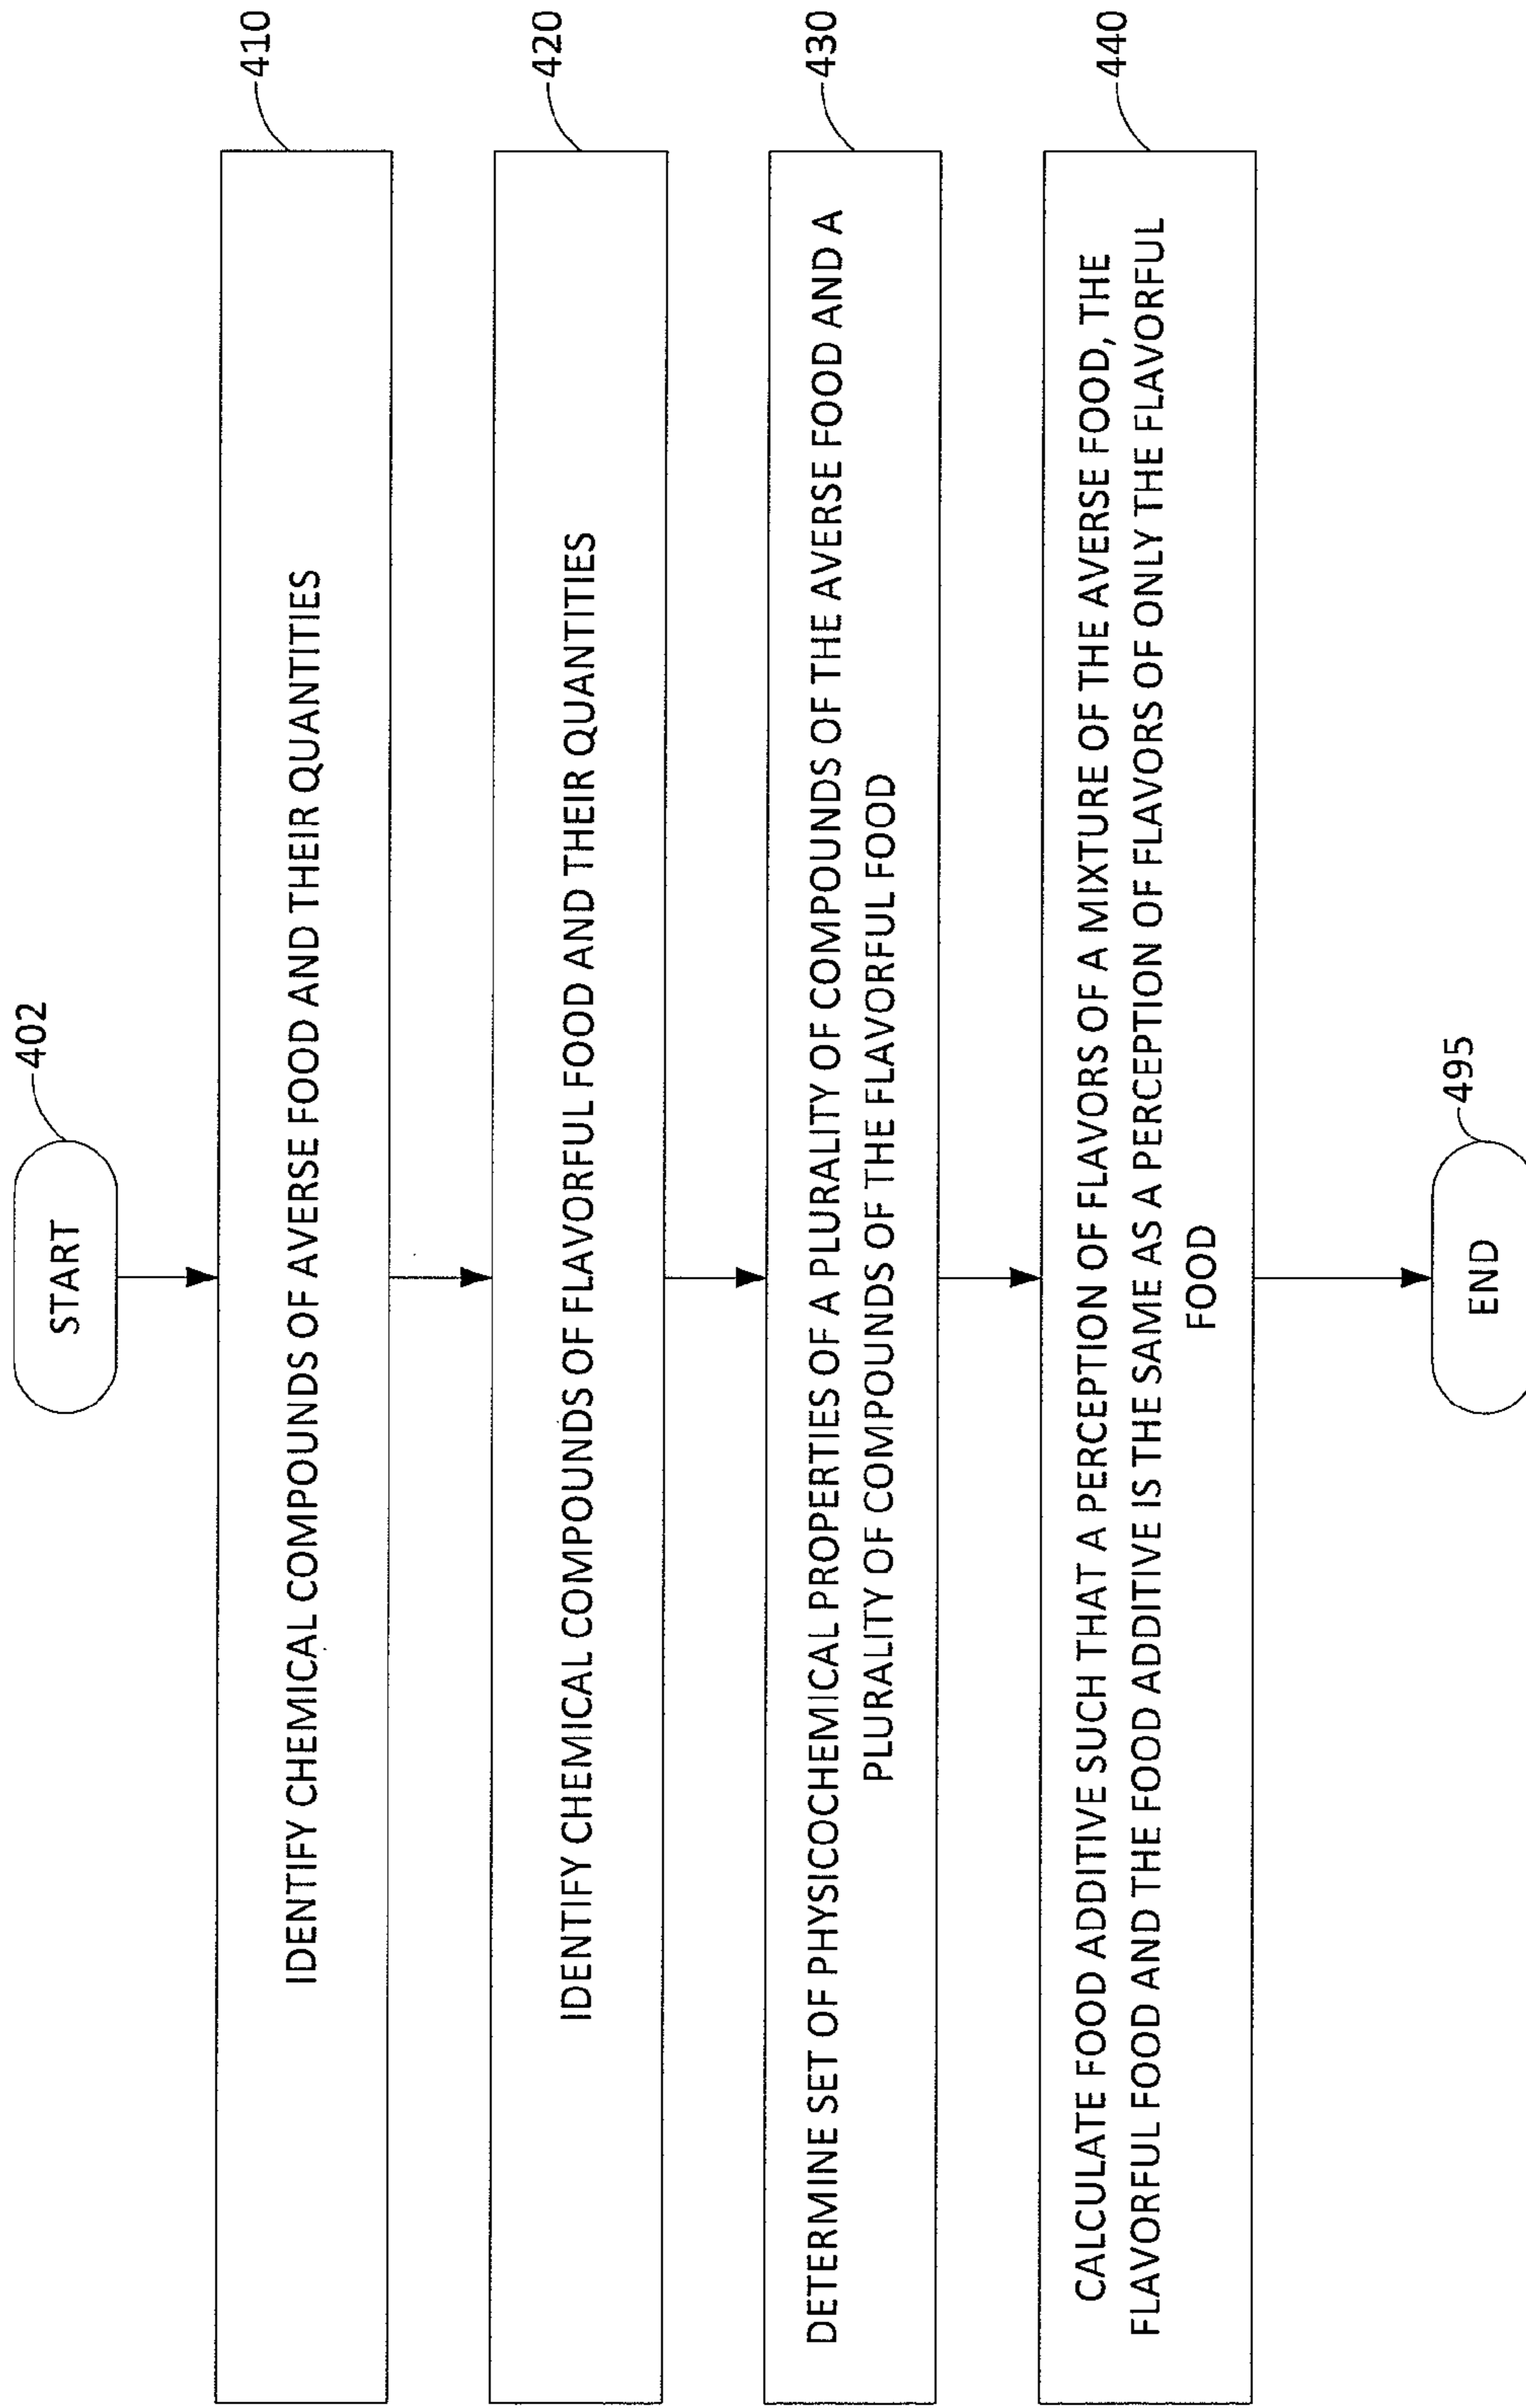 START
402
IDENTIFY CHEMICAL COMPOUNDS OF AVERSE FOOD AND THEIR QUANTITIES
410
IDENTIFY CHEMICAL COMPOUNDS OF FLAVORFUL FOOD AND THEIR QUANTITIES
420
DETERMINE SET OF PHYSICOCHEMICAL PROPERTIES OF A PLURALITY OF COMPOUNDS OF THE AVERSE FOOD AND A
PLURALITY OF COMPOUNDS OF THE FLAVORFUL FOOD
430
CALCULATE FOOD ADDITIVE SUCH THAT A PERCEPTION OF FLAVORS OF A MIXTURE OF THE AVERSE FOOD, THE
FLAVORFUL FOOD AND THE FOOD ADDITIVE IS THE SAME AS A PERCEPTION OF FLAVORS OF ONLY THE FLAVORFUL
FOOD
440
END
495